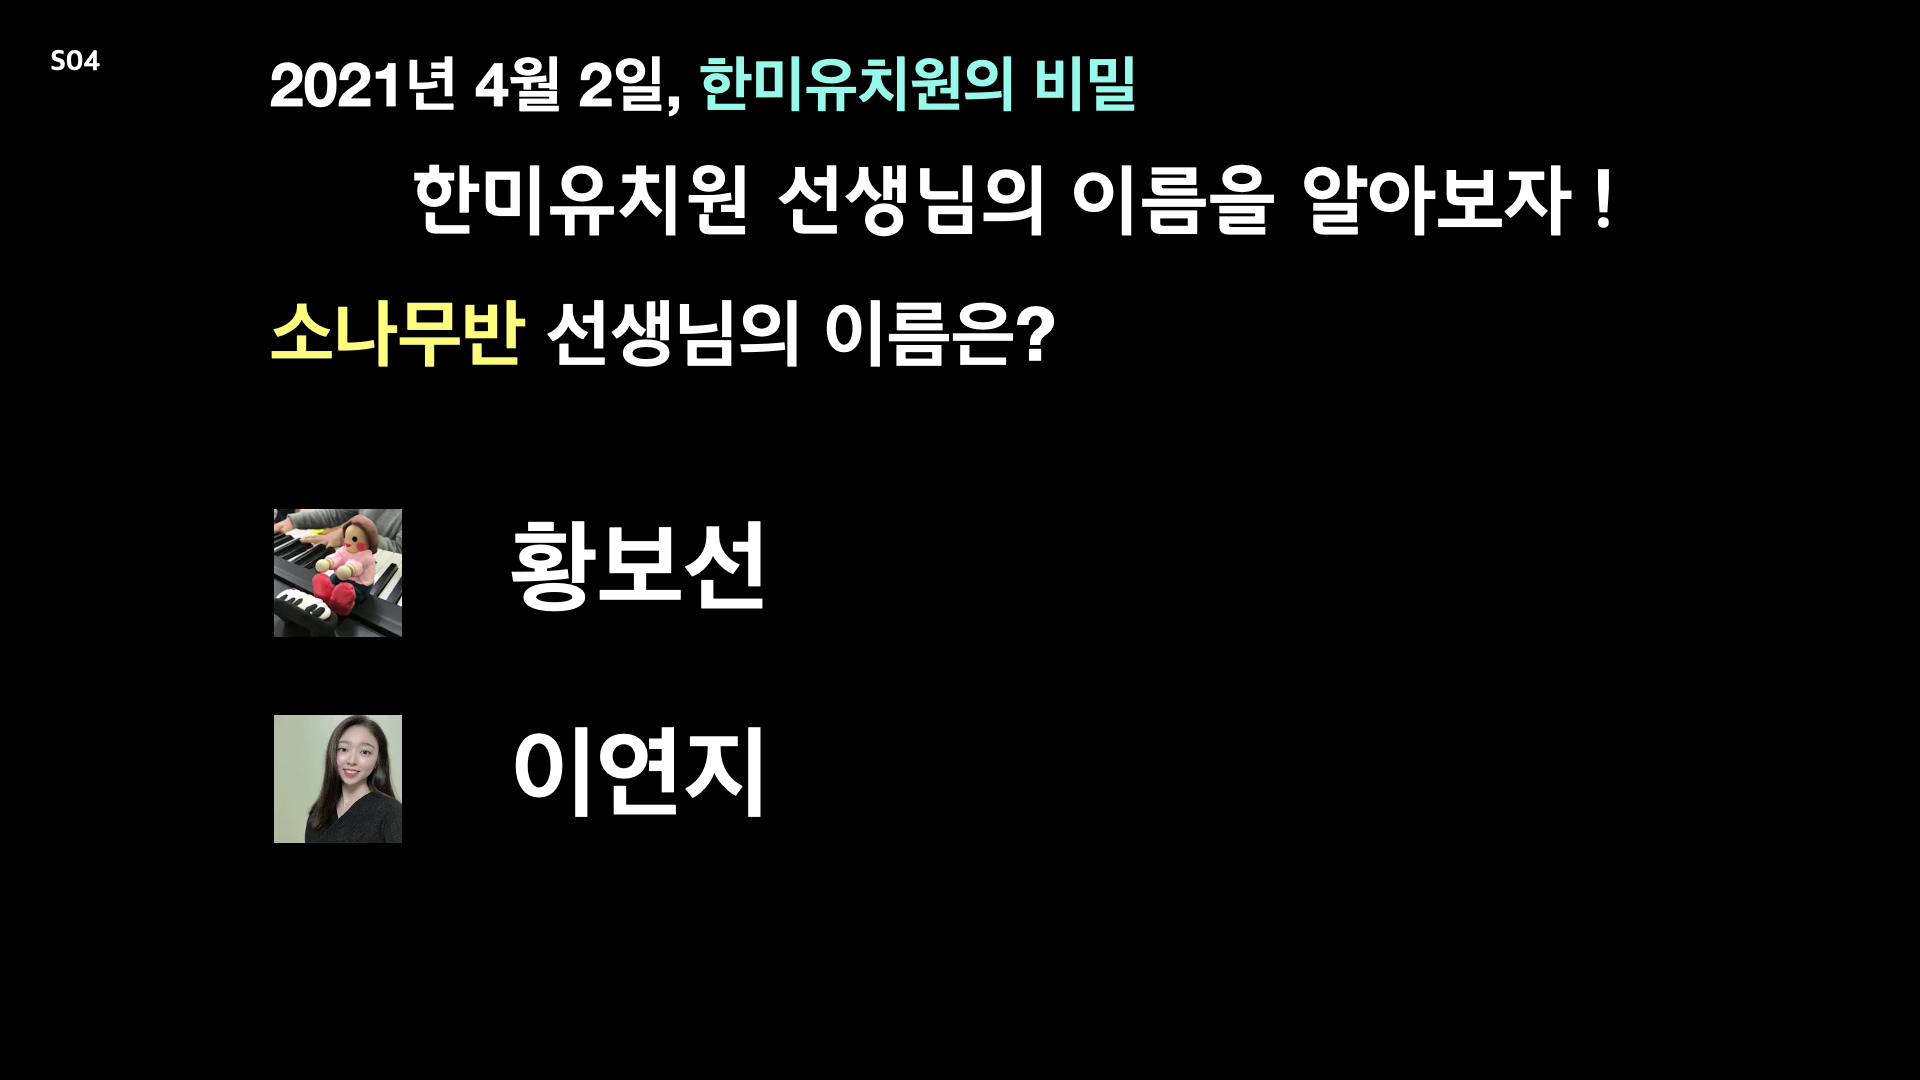 S04
2021년 4월 2일, 한미유치원의 비밀
한미유치원 선생님의 이름을 알아보자 !
소나무반 선생님의 이름은?
황보선
이연지